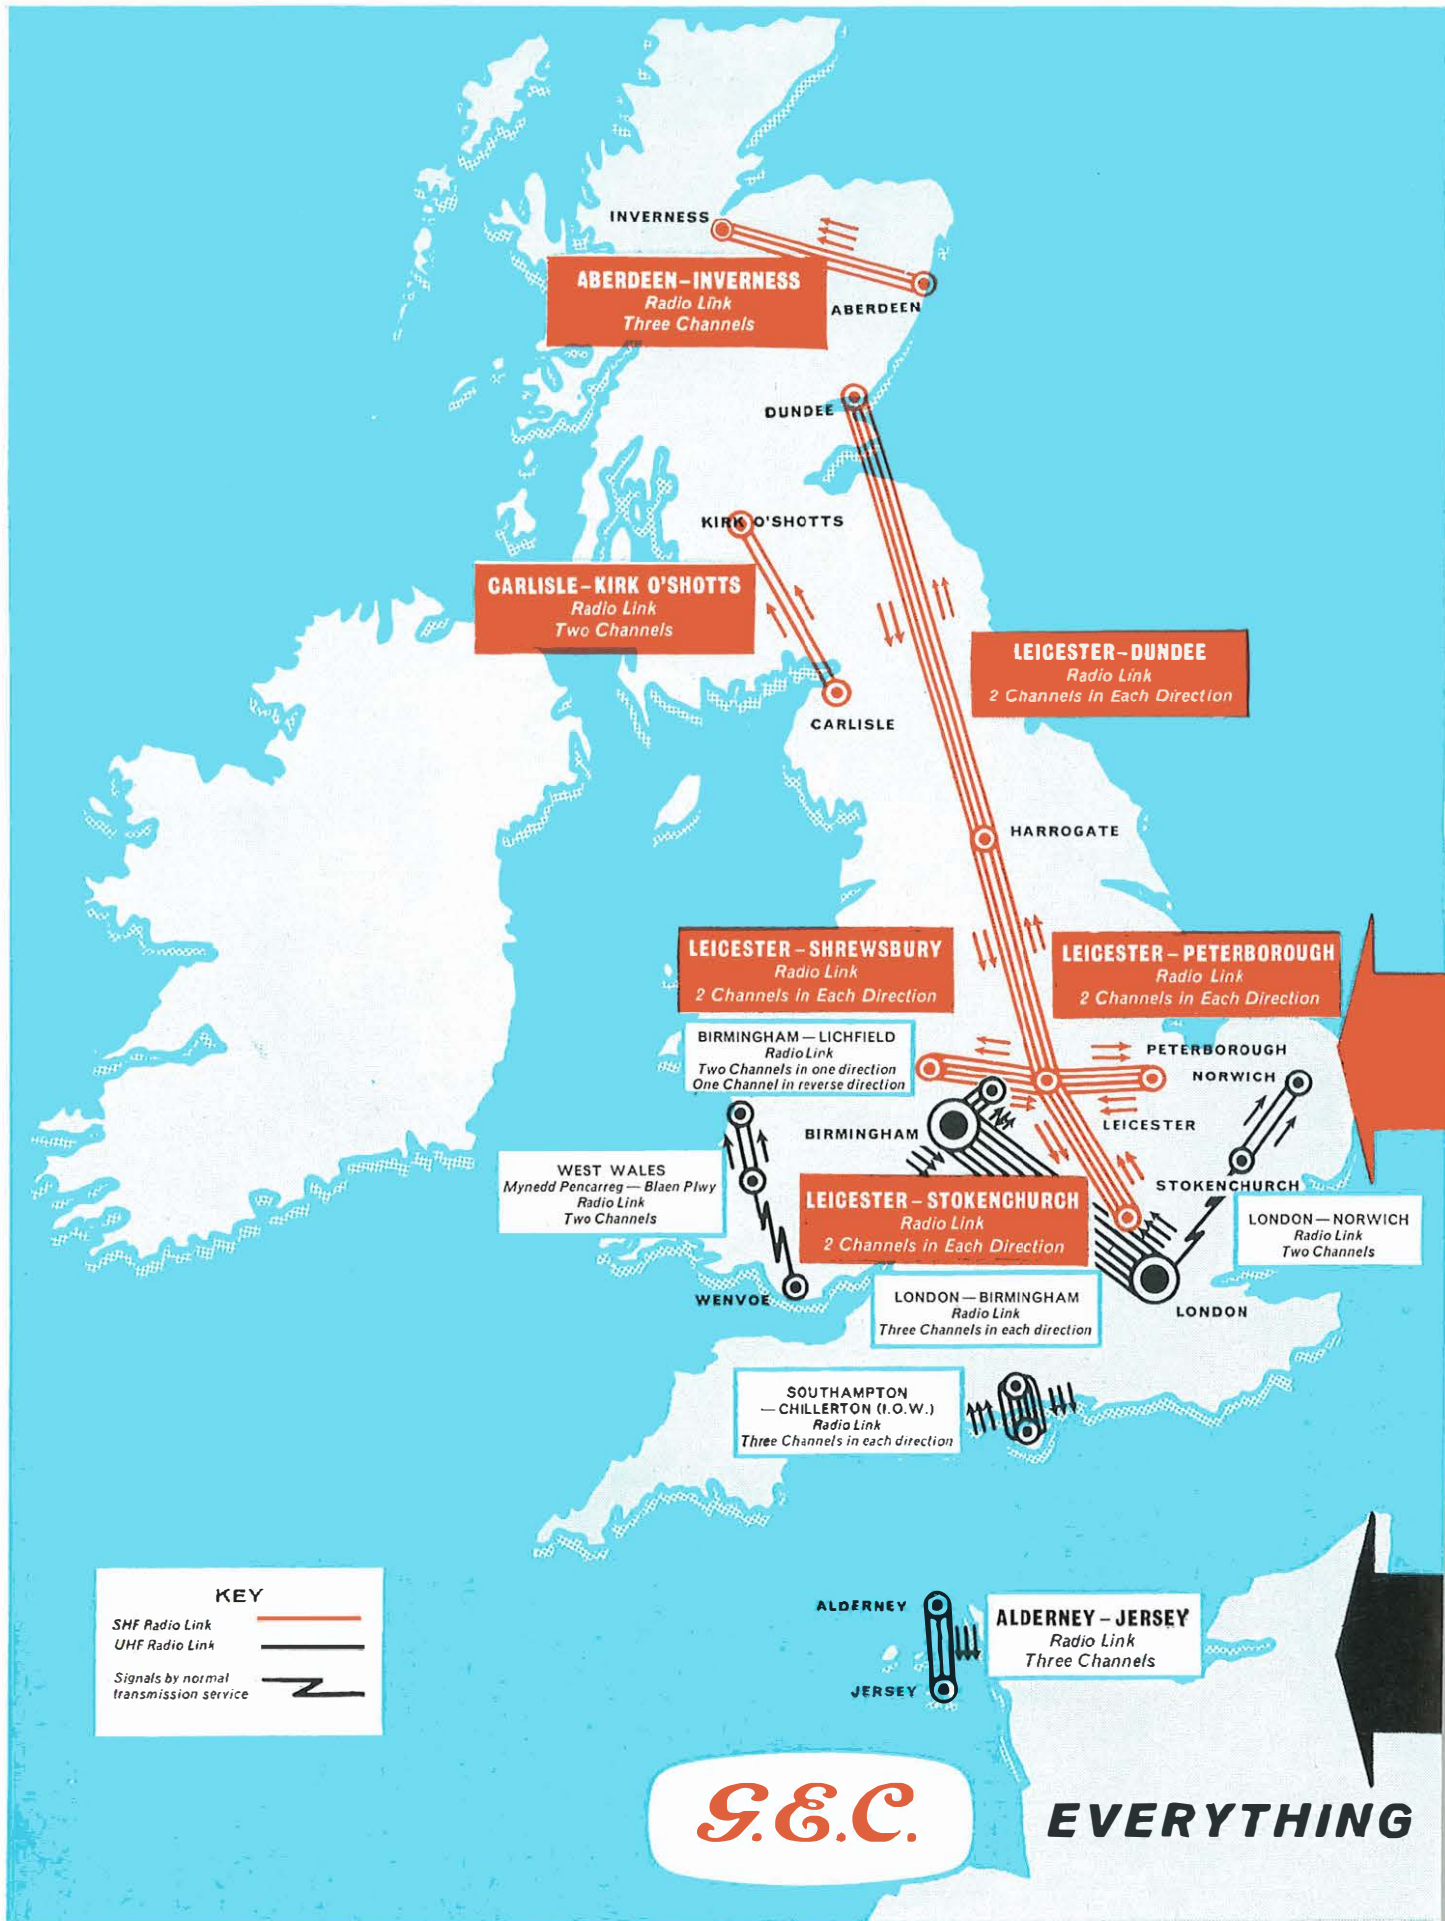 INVERNESS
ABERDEEN–INVERNESS
Radio Link
Three Channels
ABERDEEN
DUNDEE
KIRK O'SHOTTS
CARLISLE–KIRK O'SHOTTS
Radio Link
Two Channels
CARLISLE
LEICESTER–DUNDEE
Radio Link
2 Channels in Each Direction
HARROGATE
LEICESTER–SHREWSBURY
Radio Link
2 Channels in Each Direction
LEICESTER–PETERBOROUGH
Radio Link
2 Channels in Each Direction
BIRMINGHAM—LICHFIELD
Radio Link
Two Channels in one direction
One Channel in reverse direction
PETERBOROUGH
NORWICH
LEICESTER
BIRMINGHAM
WEST WALES
Mynedd Pencarreg—Blaen Plwy
Radio Link
Two Channels
LEICESTER–STOKENCHURCH
Radio Link
2 Channels in Each Direction
STOKENCHURCH
LONDON—NORWICH
Radio Link
Two Channels
WENVOE
LONDON—BIRMINGHAM
Radio Link
Three Channels in each direction
LONDON
SOUTHAMPTON
—CHILLERTON (I.O.W.)
Radio Link
Three Channels in each direction
KEY
SHF Radio Link
UHF Radio Link
Signals by normal
transmission service
ALDERNEY
JERSEY
ALDERNEY–JERSEY
Radio Link
Three Channels
G.E.C.
EVERYTHING